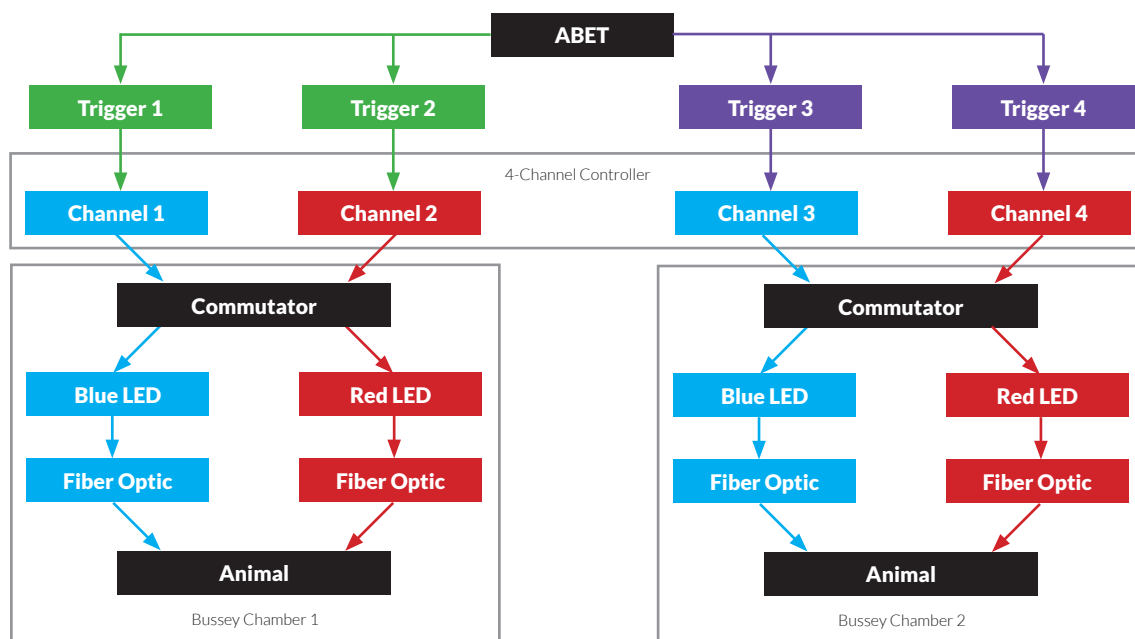 ABET
Trigger 1
Trigger 2
Trigger 3
Trigger 4
4-Channel Controller
Channel 1
Channel 2
Channel 3
Channel 4
Commutator
Commutator
Blue LED
Red LED
Blue LED
Red LED
Fiber Optic
Fiber Optic
Fiber Optic
Fiber Optic
Animal
Animal
Bussey Chamber 1
Bussey Chamber 2